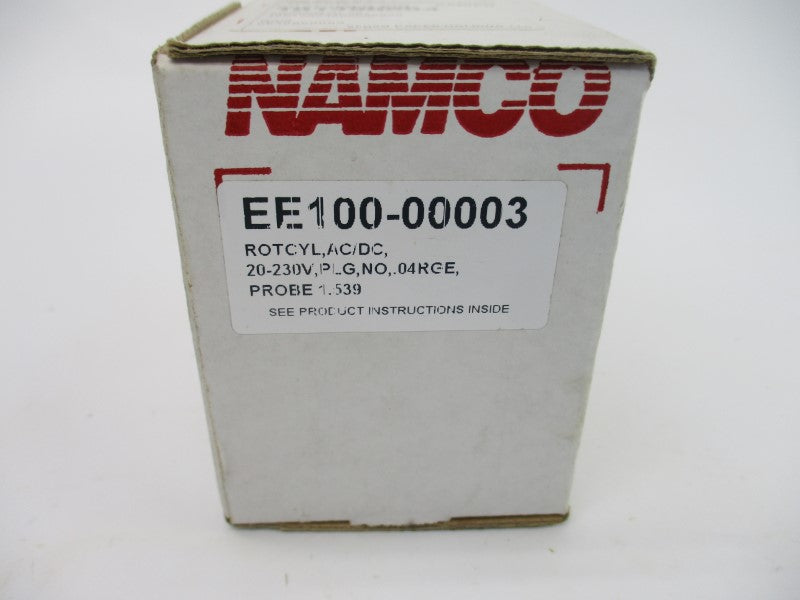 NAMCO
EE100-00003
ROTCYL,AC/DC,
20-230V,PLG,NO,.04RGE,
PROBE 1.539
SEE PRODUCT INSTRUCTIONS INSIDE